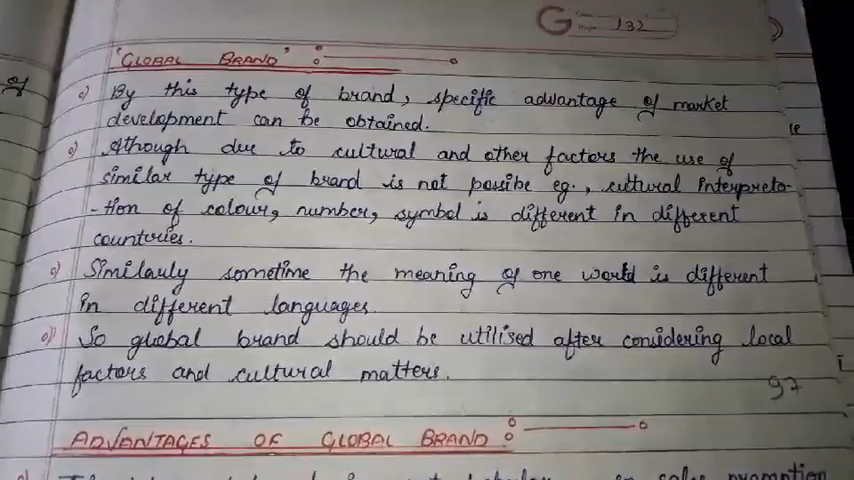 G 132
"GLOBAL BRAND" :
By this type of brand, specific advantage of market
development can be obtained.
Although due to cultural and other factors the use of
similar type of brand is not possibe eg., cultural interpreta-
-tion of colour, number, symbol is different in different
countries.
Similarly sometime the meaning of one world is different
in different languages.
So global brand should be utilised after considering local
factors and cultural matters.
97
ADVANTAGES OF GLOBAL BRAND :